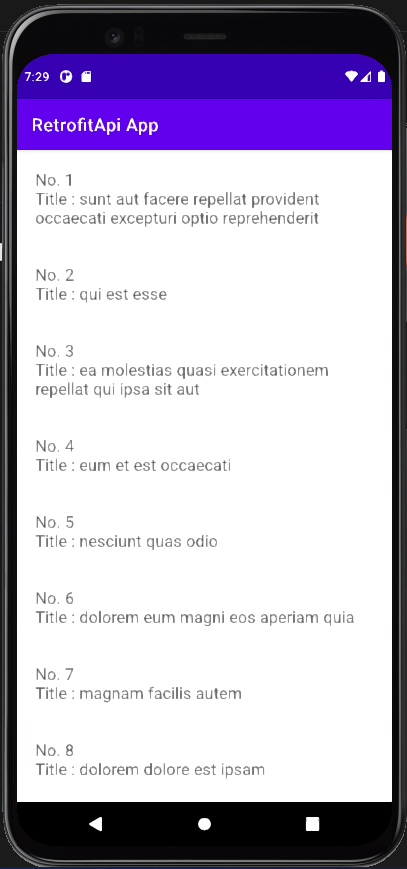 7:29
RetrofitApi App
No. 1
Title : sunt aut facere repellat provident
occaecati excepturi optio reprehenderit
No. 2
Title : qui est esse
No. 3
Title : ea molestias quasi exercitationem
repellat qui ipsa sit aut
No. 4
Title : eum et est occaecati
No. 5
Title : nesciunt quas odio
No. 6
Title : dolorem eum magni eos aperiam quia
No. 7
Title : magnam facilis autem
No. 8
Title : dolorem dolore est ipsam